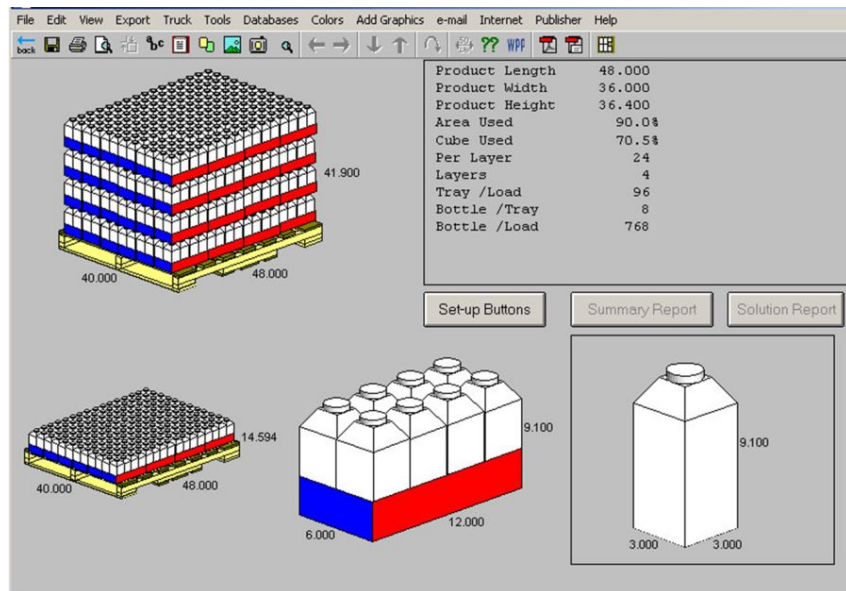 File Edit View Export Truck Tools Databases Colors Add Graphics e-mail Internet Publisher Help
back abc ?? WPF
Product Length 48.000
Product Width 36.000
Product Height 36.400
Area Used 90.0%
Cube Used 70.5%
Per Layer 24
Layers 4
Tray /Load 96
Bottle /Tray 8
Bottle /Load 768
41.900
40.000
48.000
Set-up Buttons Summary Report Solution Report
14.594
40.000
48.000
9.100
6.000
12.000
9.100
3.000
3.000